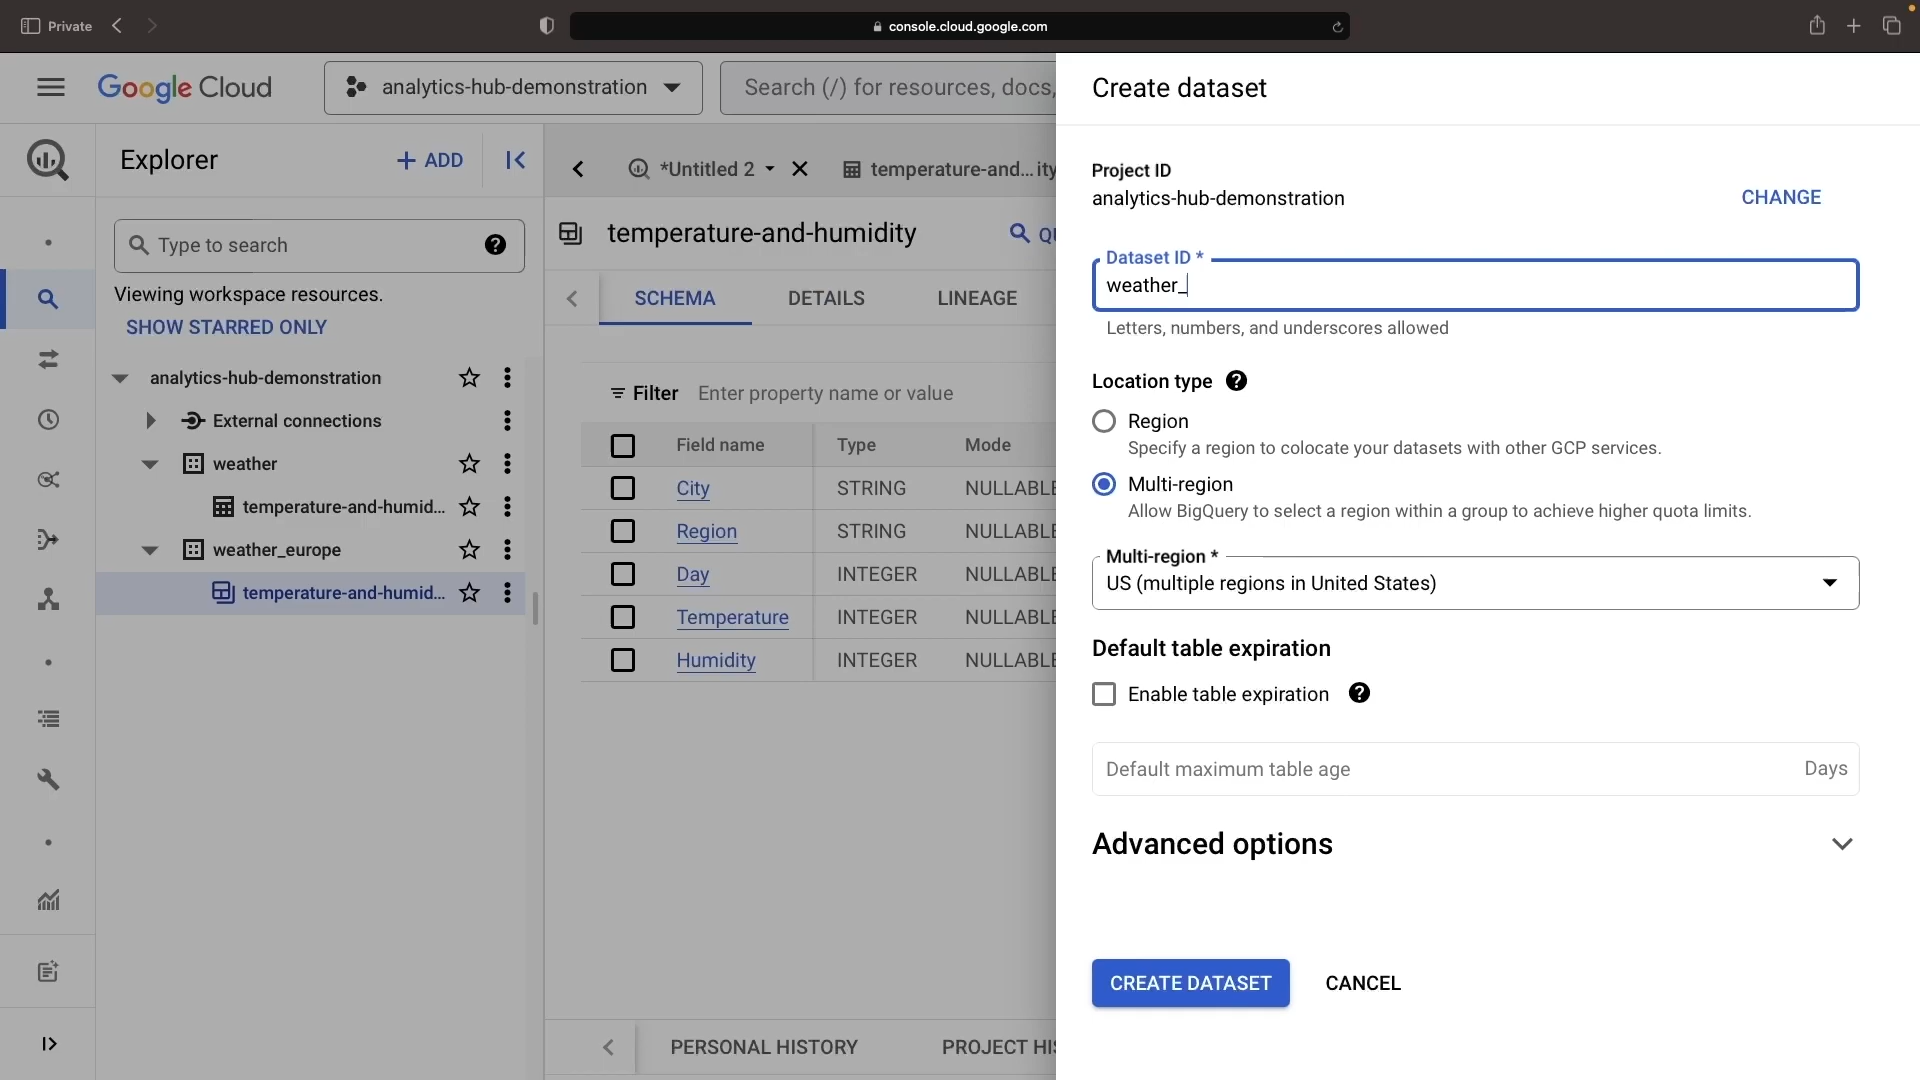 Private
console.cloud.google.com
Google Cloud
analytics-hub-demonstration
Search (/) for resources, docs,
Explorer
ADD
Type to search
Viewing workspace resources.
SHOW STARRED ONLY
analytics-hub-demonstration
External connections
weather
temperature-and-humid...
weather_europe
temperature-and-humid...
*Untitled 2
temperature-and...ity
temperature-and-humidity
QU
SCHEMA DETAILS LINEAGE
Filter Enter property name or value
Field name Type Mode
City STRING NULLABLE
Region STRING NULLABLE
Day INTEGER NULLABLE
Temperature INTEGER NULLABLE
Humidity INTEGER NULLABLE
PERSONAL HISTORY PROJECT HIS
Create dataset
Project ID
analytics-hub-demonstration
CHANGE
Dataset ID *
weather_
Letters, numbers, and underscores allowed
Location type
Region
Specify a region to colocate your datasets with other GCP services.
Multi-region
Allow BigQuery to select a region within a group to achieve higher quota limits.
Multi-region *
US (multiple regions in United States)
Default table expiration
Enable table expiration
Default maximum table age Days
Advanced options
CREATE DATASET CANCEL